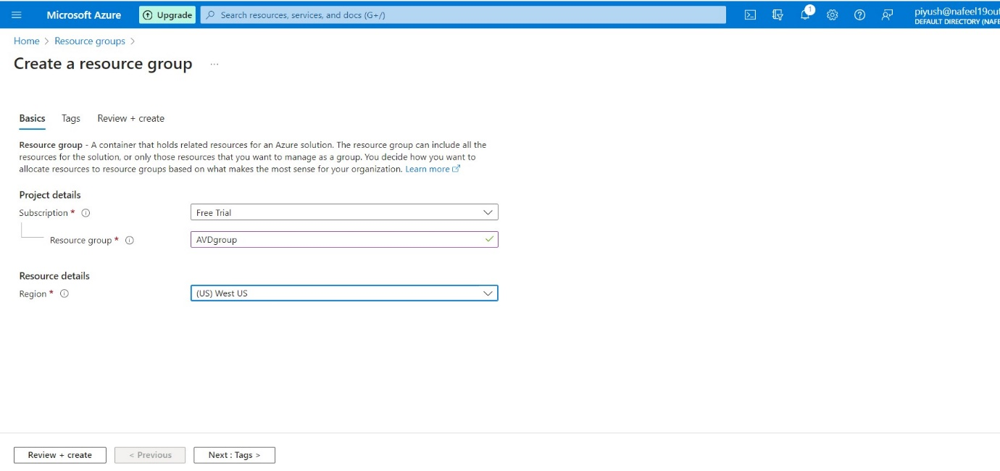 Microsoft Azure
Upgrade
Search resources, services, and docs (G+/)
1
piyush@nafeel19out
DEFAULT DIRECTORY (NAFE
Home > Resource groups >
Create a resource group ...
Basics Tags Review + create
Resource group - A container that holds related resources for an Azure solution. The resource group can include all the
resources for the solution, or only those resources that you want to manage as a group. You decide how you want to
allocate resources to resource groups based on what makes the most sense for your organization. Learn more
Project details
Subscription *
Free Trial
Resource group *
AVDgroup
Resource details
Region *
(US) West US
Review + create
< Previous
Next : Tags >